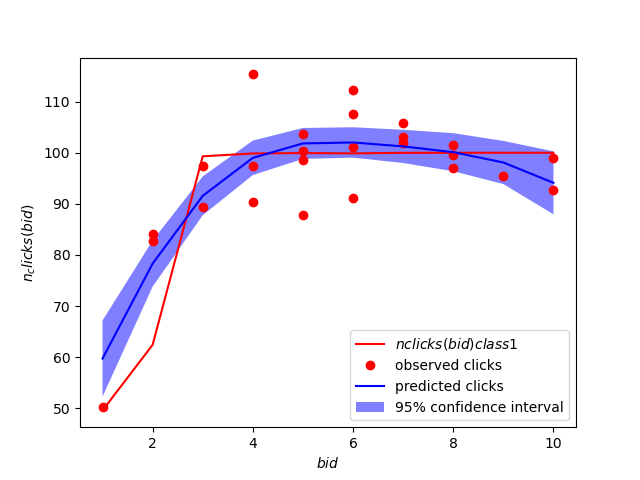 110
100
90
80
70
60
50
n_clicks(bid)
nclicks(bid)class1
observed clicks
predicted clicks
95% confidence interval
2 4 6 8 10
bid